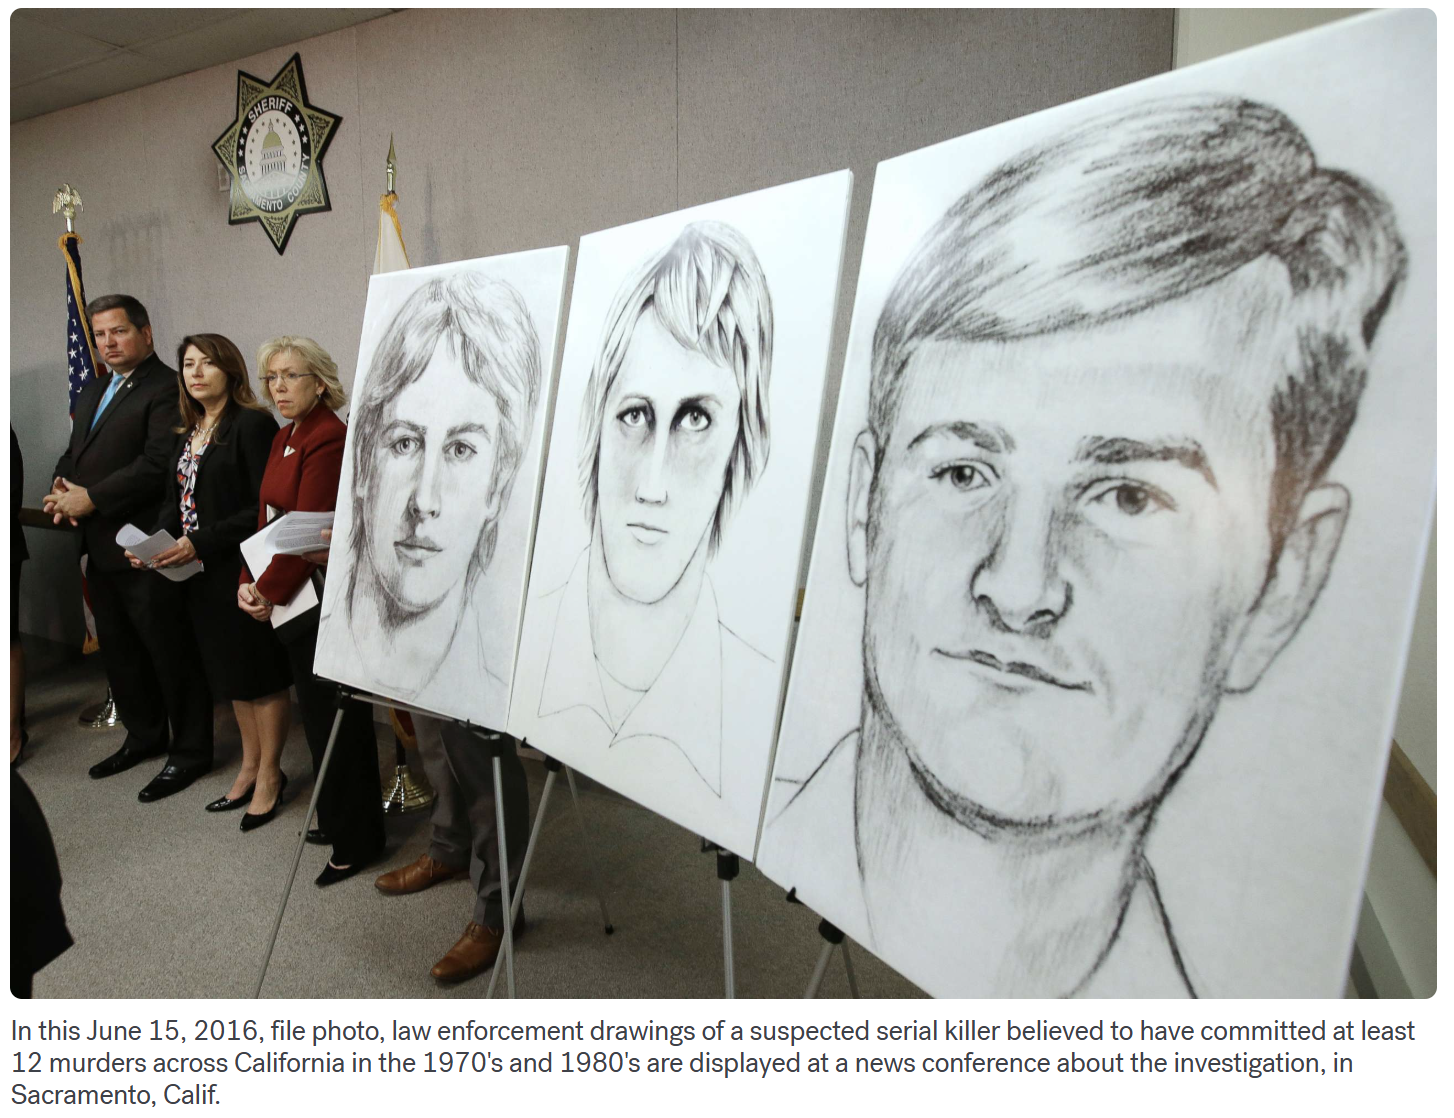 SHERIFF
SACRAMENTO COUNTY
In this June 15, 2016, file photo, law enforcement drawings of a suspected serial killer believed to have committed at least
12 murders across California in the 1970's and 1980's are displayed at a news conference about the investigation, in
Sacramento, Calif.